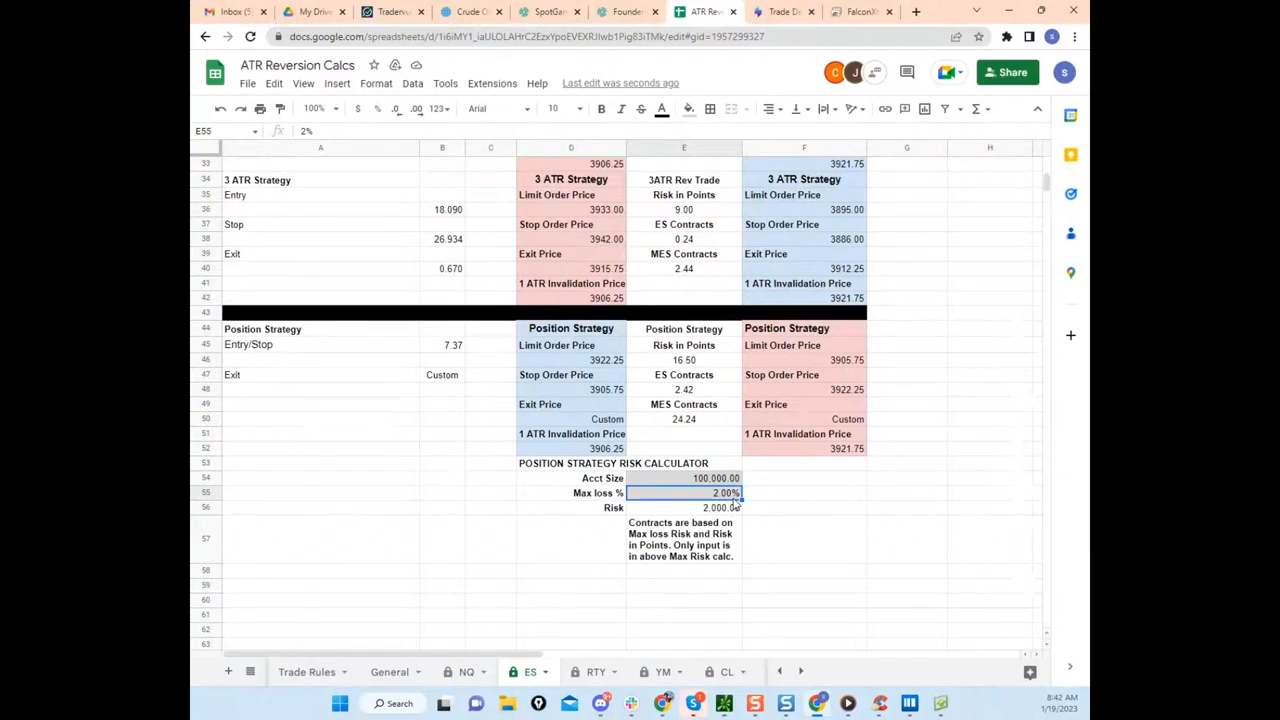 Inbox (5)
My Drive
Tradervu
Crude O
SpotGam
Founde
ATR Rev
Trade De
FalconX
docs.google.com/spreadsheets/d/1i6iMY1_iaULOLAHrC2EzxYpoEVEXRJIwb1Pig83iTMk/edit#gid=1957299327
ATR Reversion Calcs
C
J
Share
S
File Edit View Insert Format Data Tools Extensions Help Last edit was seconds ago
100% $ % .0 .00 123 Arial 10 B I S A
E55 fx 2%
A B C D E F G H
33 3906.25 3921.75
34 3 ATR Strategy 3 ATR Strategy 3ATR Rev Trade 3 ATR Strategy
35 Entry Limit Order Price Risk in Points Limit Order Price
36 18.090 3933.00 9.00 3895.00
37 Stop Stop Order Price ES Contracts Stop Order Price
38 26.934 3942.00 0.24 3886.00
39 Exit Exit Price MES Contracts Exit Price
40 0.670 3915.75 2.44 3912.25
41 1 ATR Invalidation Price 1 ATR Invalidation Price
42 3906.25 3921.75
43
44 Position Strategy Position Strategy Position Strategy Position Strategy
45 Entry/Stop 7.37 Limit Order Price Risk in Points Limit Order Price
46 3922.25 16.50 3905.75
47 Exit Custom Stop Order Price ES Contracts Stop Order Price
48 3905.75 2.42 3922.25
49 Exit Price MES Contracts Exit Price
50 Custom 24.24 Custom
51 1 ATR Invalidation Price 1 ATR Invalidation Price
52 3906.25 3921.75
53 POSITION STRATEGY RISK CALCULATOR
54 Acct Size 100,000.00
55 Max loss % 2.00%
56 Risk 2,000.00
Contracts are based on
Max loss Risk and Risk
57 in Points. Only input is
in above Max Risk calc.
58
59
60
61
62
63
Trade Rules General NQ ES RTY YM CL
Search
8:42 AM
1/19/2023